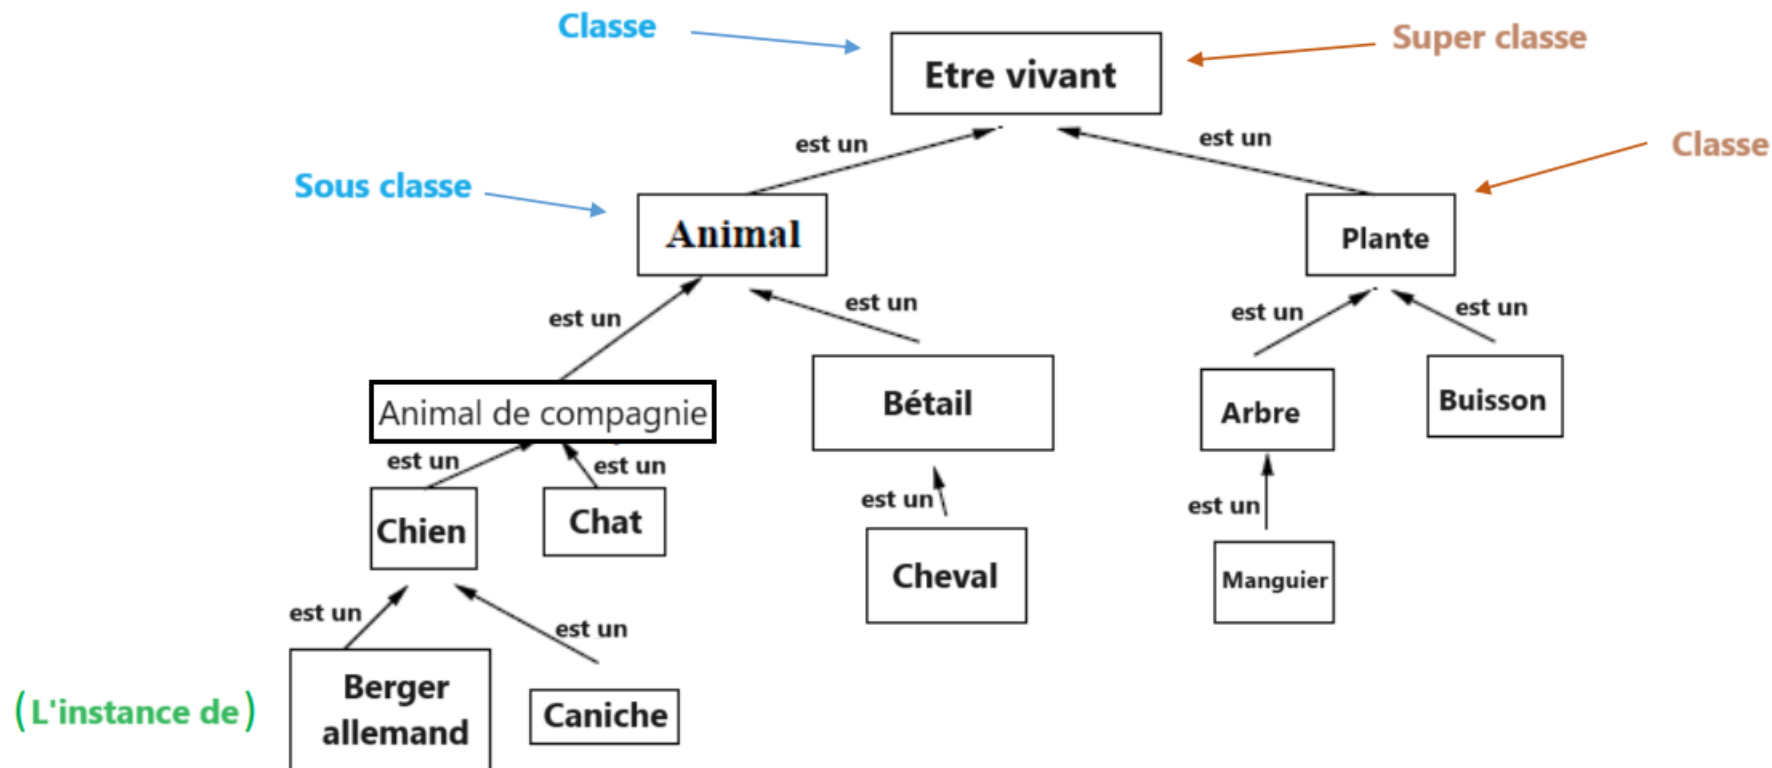 Classe
Super classe
Etre vivant
est un
est un
Classe
Sous classe
Animal
Plante
est un
est un
est un
est un
Animal de compagnie
Bétail
Arbre
Buisson
est un
est un
est un
est un
Chien
Chat
Cheval
Manguier
est un
est un
(L'instance de)
Berger
allemand
Caniche